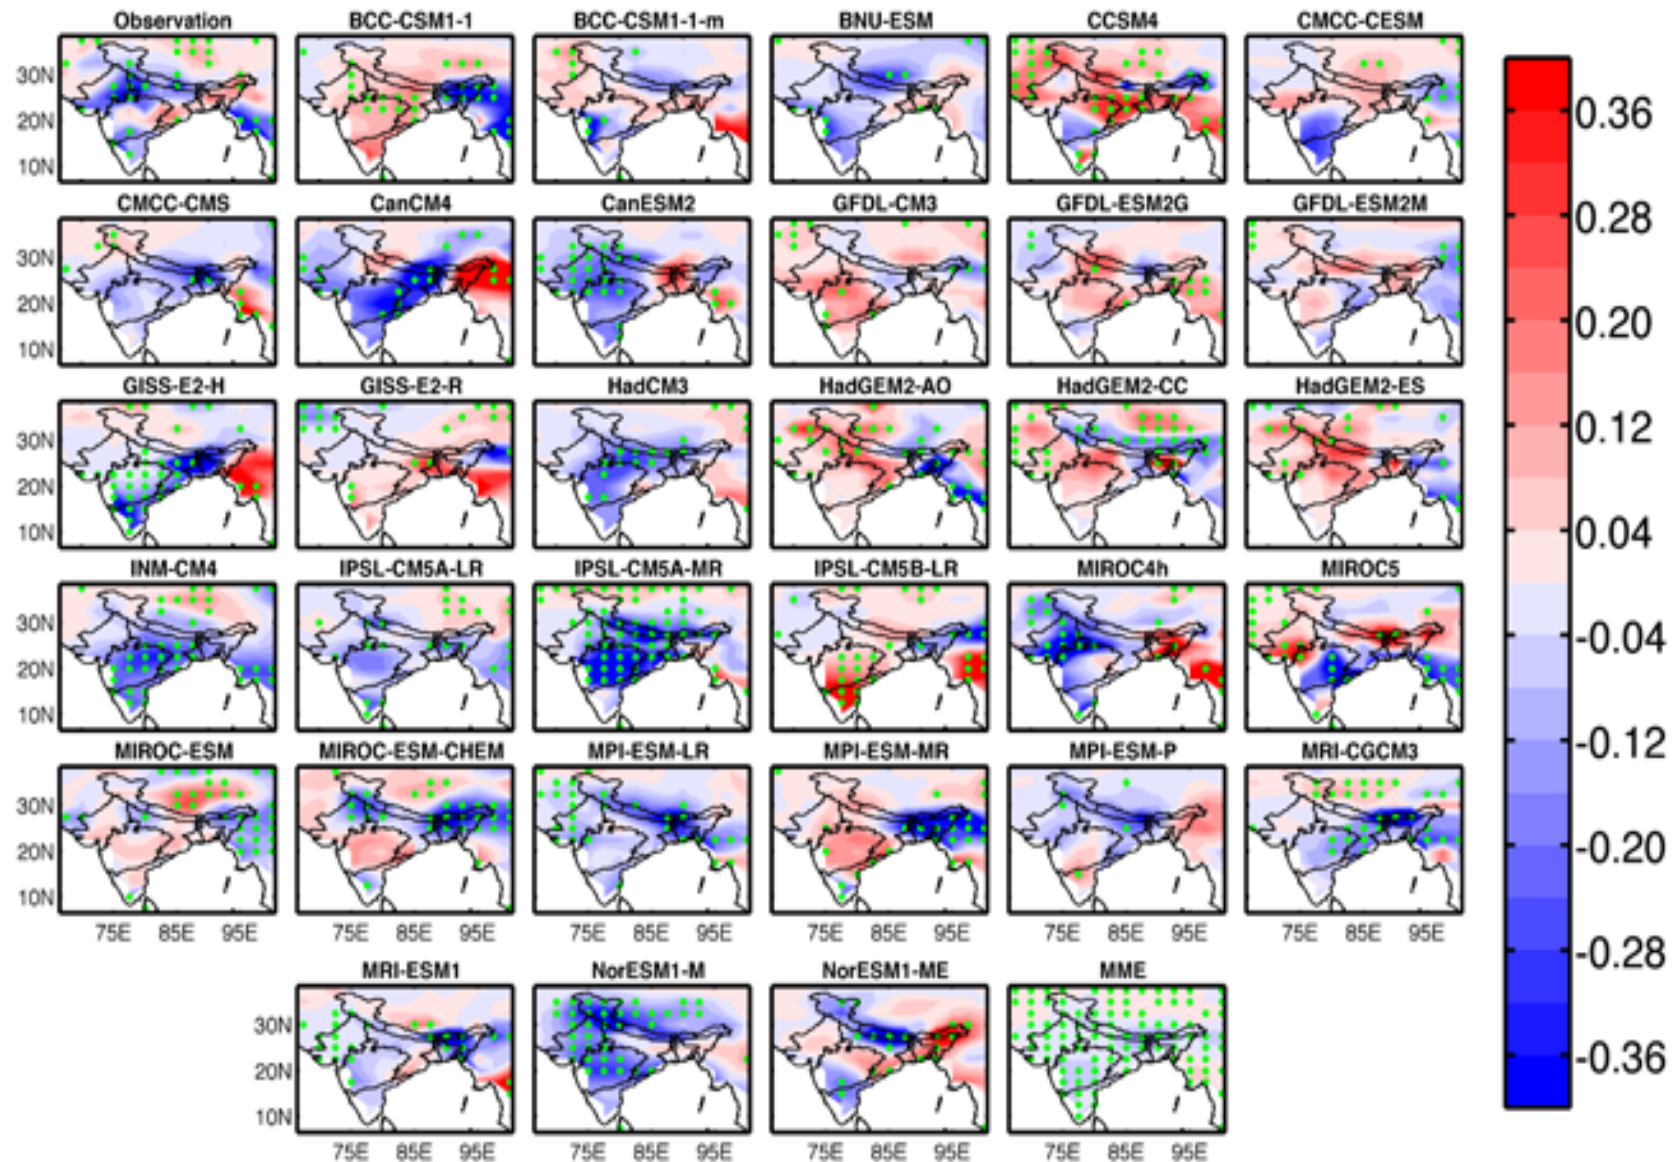 Observation BCC-CSM1-1 BCC-CSM1-1-m BNU-ESM CCSM4 CMCC-CESM
30N
20N
10N
CMCC-CMS CanCM4 CanESM2 GFDL-CM3 GFDL-ESM2G GFDL-ESM2M
30N
20N
10N
GISS-E2-H GISS-E2-R HadCM3 HadGEM2-AO HadGEM2-CC HadGEM2-ES
30N
20N
10N
INM-CM4 IPSL-CM5A-LR IPSL-CM5A-MR IPSL-CM5B-LR MIROC4h MIROC5
30N
20N
10N
MIROC-ESM MIROC-ESM-CHEM MPI-ESM-LR MPI-ESM-MR MPI-ESM-P MRI-CGCM3
30N
20N
10N
75E 85E 95E 75E 85E 95E 75E 85E 95E 75E 85E 95E 75E 85E 95E 75E 85E 95E
MRI-ESM1 NorESM1-M NorESM1-ME MME
30N
20N
10N
75E 85E 95E 75E 85E 95E 75E 85E 95E 75E 85E 95E
0.36
0.28
0.20
0.12
0.04
-0.04
-0.12
-0.20
-0.28
-0.36